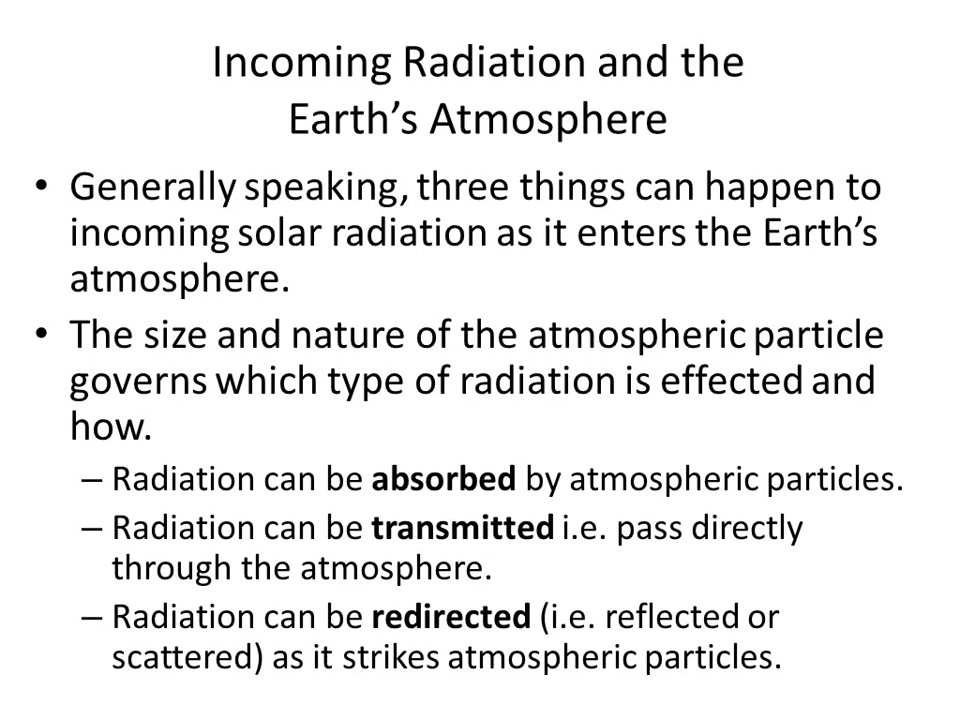 Incoming Radiation and the
Earth’s Atmosphere
• Generally speaking, three things can happen to
incoming solar radiation as it enters the Earth’s
atmosphere.
• The size and nature of the atmospheric particle
governs which type of radiation is effected and
how.
– Radiation can be absorbed by atmospheric particles.
– Radiation can be transmitted i.e. pass directly
through the atmosphere.
– Radiation can be redirected (i.e. reflected or
scattered) as it strikes atmospheric particles.